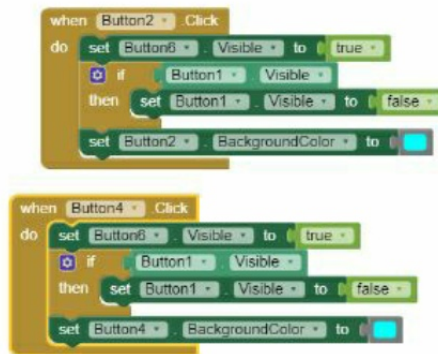 when Button2 .Click
do set Button6 . Visible to true
if Button1 . Visible
then set Button1 . Visible to false
set Button2 . BackgroundColor to
when Button4 .Click
do set Button6 . Visible to true
if Button1 . Visible
then set Button1 . Visible to false
set Button4 . BackgroundColor to